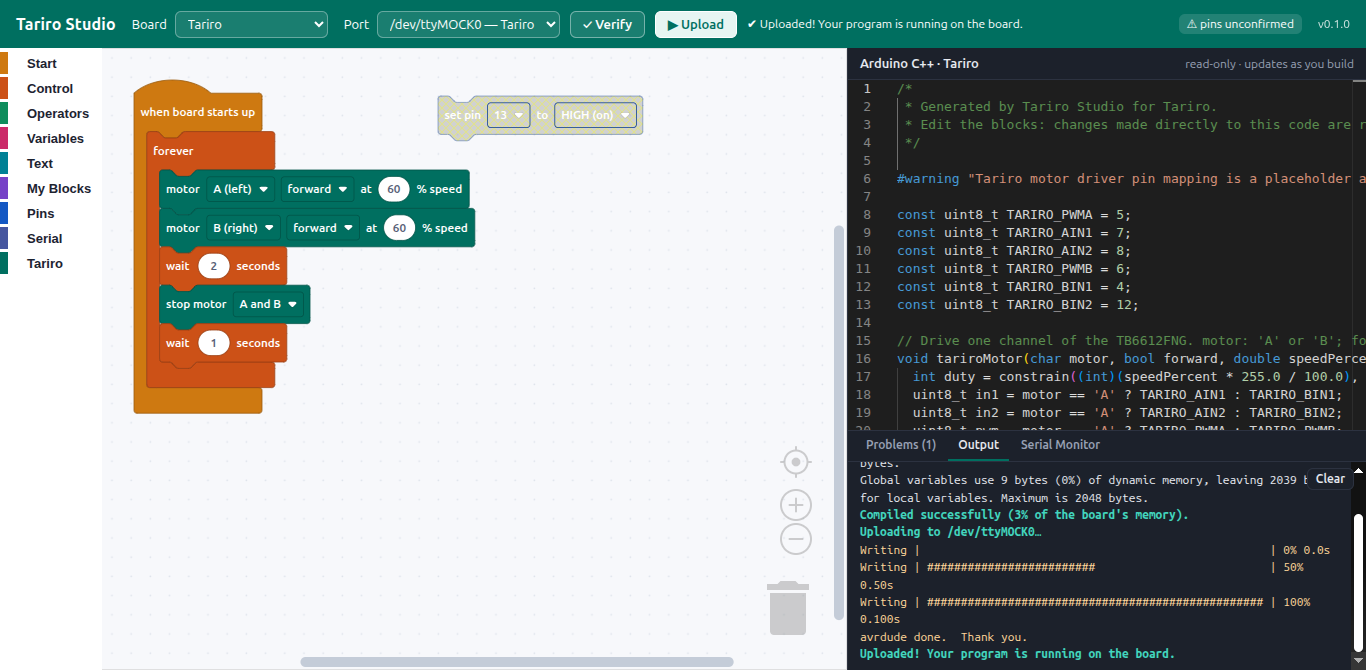 Tariro Studio Board Tariro Port /dev/ttyMOCK0 — Tariro ✓ Verify ▶ Upload ✔ Uploaded! Your program is running on the board. ⚠ pins unconfirmed v0.1.0
Start
Control
Operators
Variables
Text
My Blocks
Pins
Serial
Tariro
when board starts up
forever
motor A (left) forward at 60 % speed
motor B (right) forward at 60 % speed
wait 2 seconds
stop motor A and B
wait 1 seconds
set pin 13 to HIGH (on)
Arduino C++ · Tariro read-only · updates as you build
1 /*
2 * Generated by Tariro Studio for Tariro.
3 * Edit the blocks: changes made directly to this code are r
4 */
5
6 #warning "Tariro motor driver pin mapping is a placeholder a
7
8 const uint8_t TARIRO_PWMA = 5;
9 const uint8_t TARIRO_AIN1 = 7;
10 const uint8_t TARIRO_AIN2 = 8;
11 const uint8_t TARIRO_PWMB = 6;
12 const uint8_t TARIRO_BIN1 = 4;
13 const uint8_t TARIRO_BIN2 = 12;
14
15 // Drive one channel of the TB6612FNG. motor: 'A' or 'B'; fo
16 void tariroMotor(char motor, bool forward, double speedPerce
17 int duty = constrain((int)(speedPercent * 255.0 / 100.0),
18 uint8_t in1 = motor == 'A' ? TARIRO_AIN1 : TARIRO_BIN1;
19 uint8_t in2 = motor == 'A' ? TARIRO_AIN2 : TARIRO_BIN2;
20 uint8_t pwm = motor == 'A' ? TARIRO_PWMA : TARIRO_PWMB;
Problems (1) Output Serial Monitor
bytes.
Clear
Global variables use 9 bytes (0%) of dynamic memory, leaving 2039 b
for local variables. Maximum is 2048 bytes.
Compiled successfully (3% of the board's memory).
Uploading to /dev/ttyMOCK0…
Writing | | 0% 0.0s
Writing | ######################### | 50%
0.50s
Writing | ################################################## | 100%
0.100s
avrdude done. Thank you.
Uploaded! Your program is running on the board.